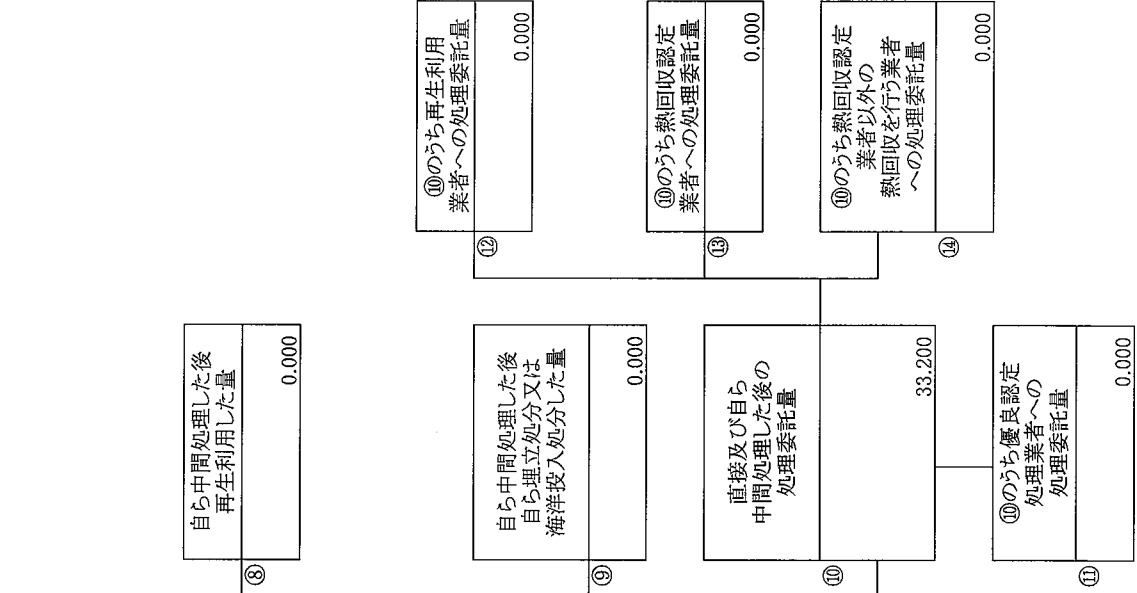 ⑧
自ら中間処理した後
再生利用した量
0.000
⑨
自ら中間処理した後
自ら埋立処分又は
海洋投入処分した量
0.000
⑩
直接及び自ら
中間処理した後の
処理委託量
33.200
⑪
⑩のうち優良認定
処理業者への
処理委託量
0.000
⑫
⑩のうち再生利用
業者への処理委託量
0.000
⑬
⑩のうち熱回収認定
業者への処理委託量
0.000
⑭
⑩のうち熱回収認定
業者以外の
熱回収を行う業者
への処理委託量
0.000